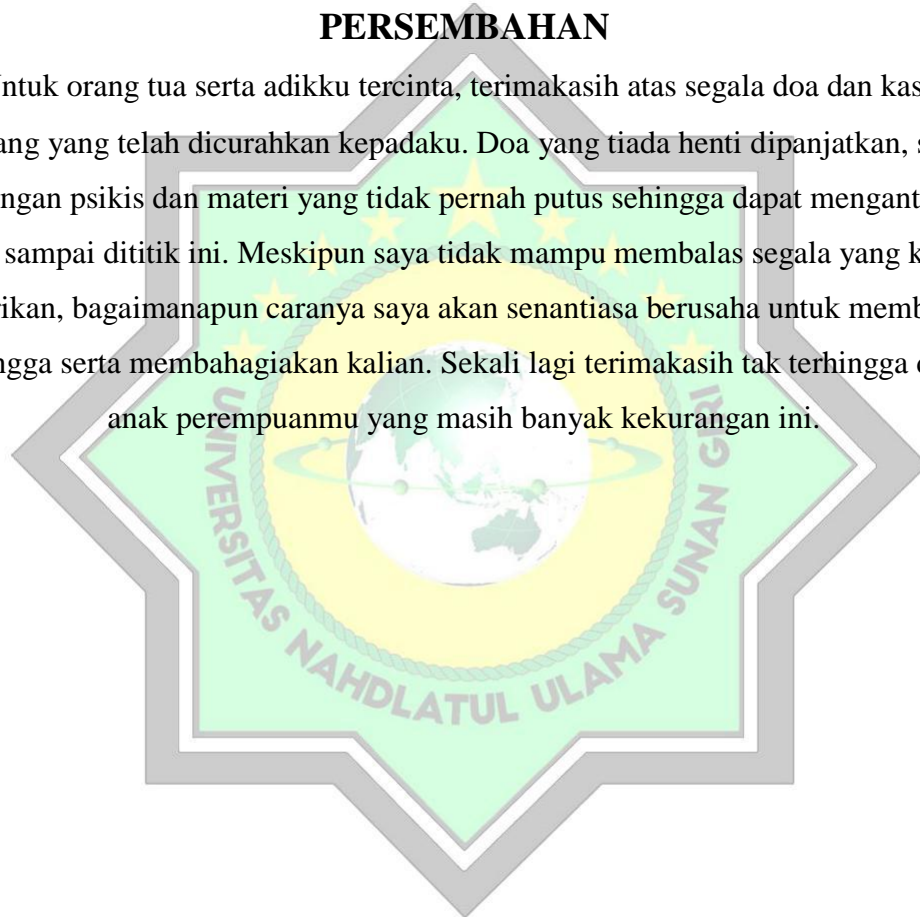 PERSEMBAHAN
ntuk orang tua serta adikku tercinta, terimakasih atas segala doa dan kas
ang yang telah dicurahkan kepadaku. Doa yang tiada henti dipanjatkan, s
ngan psikis dan materi yang tidak pernah putus sehingga dapat mengant
sampai dititik ini. Meskipun saya tidak mampu membalas segala yang k
rikan, bagaimanapun caranya saya akan senantiasa berusaha untuk memb
ngga serta membahagiakan kalian. Sekali lagi terimakasih tak terhingga d
anak perempuanmu yang masih banyak kekurangan ini.
UNIVERSITAS NAHDLATUL ULAMA SUNAN GIRI